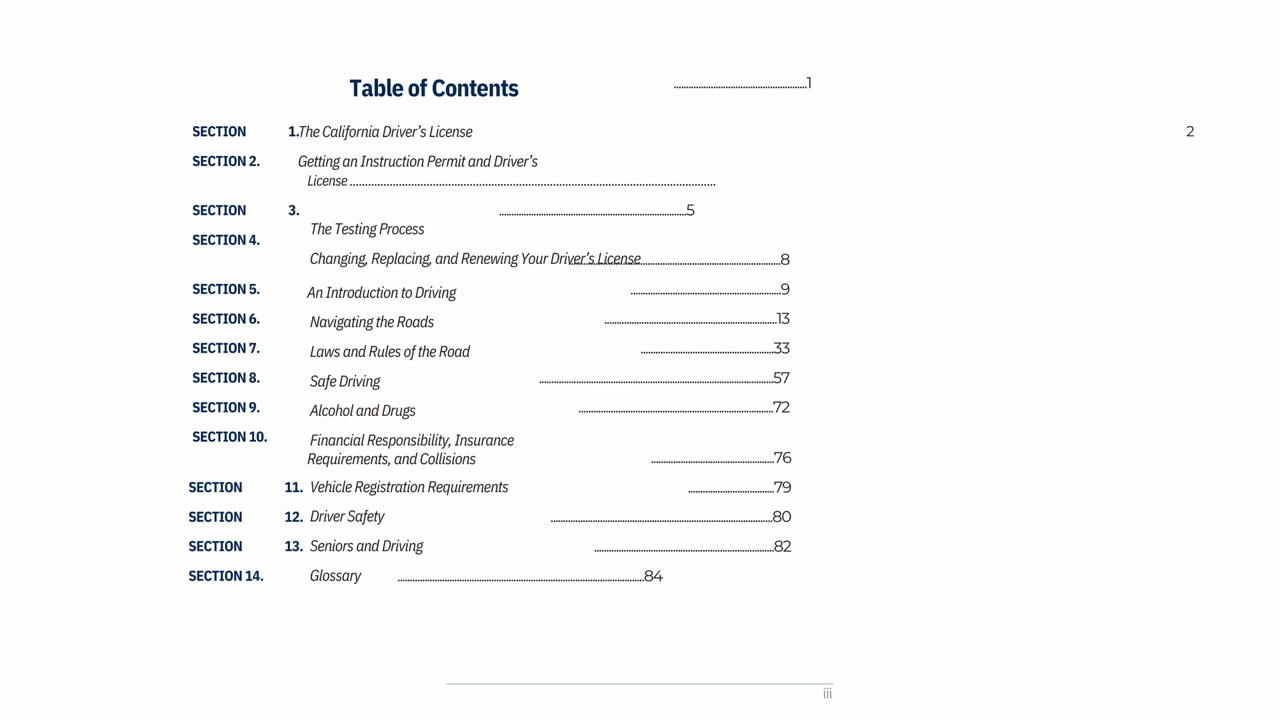 Table of Contents ........1
SECTION 1. The California Driver's License 2
SECTION 2. Getting an Instruction Permit and Driver's
License ........
SECTION 3. ........5
The Testing Process
SECTION 4.
Changing, Replacing, and Renewing Your Driver's License ........8
SECTION 5. An Introduction to Driving ........9
SECTION 6. Navigating the Roads ........13
SECTION 7. Laws and Rules of the Road ........33
SECTION 8. Safe Driving ........57
SECTION 9. Alcohol and Drugs ........72
SECTION 10. Financial Responsibility, Insurance
Requirements, and Collisions ........76
SECTION 11. Vehicle Registration Requirements ........79
SECTION 12. Driver Safety ........80
SECTION 13. Seniors and Driving ........82
SECTION 14. Glossary ........84
iii